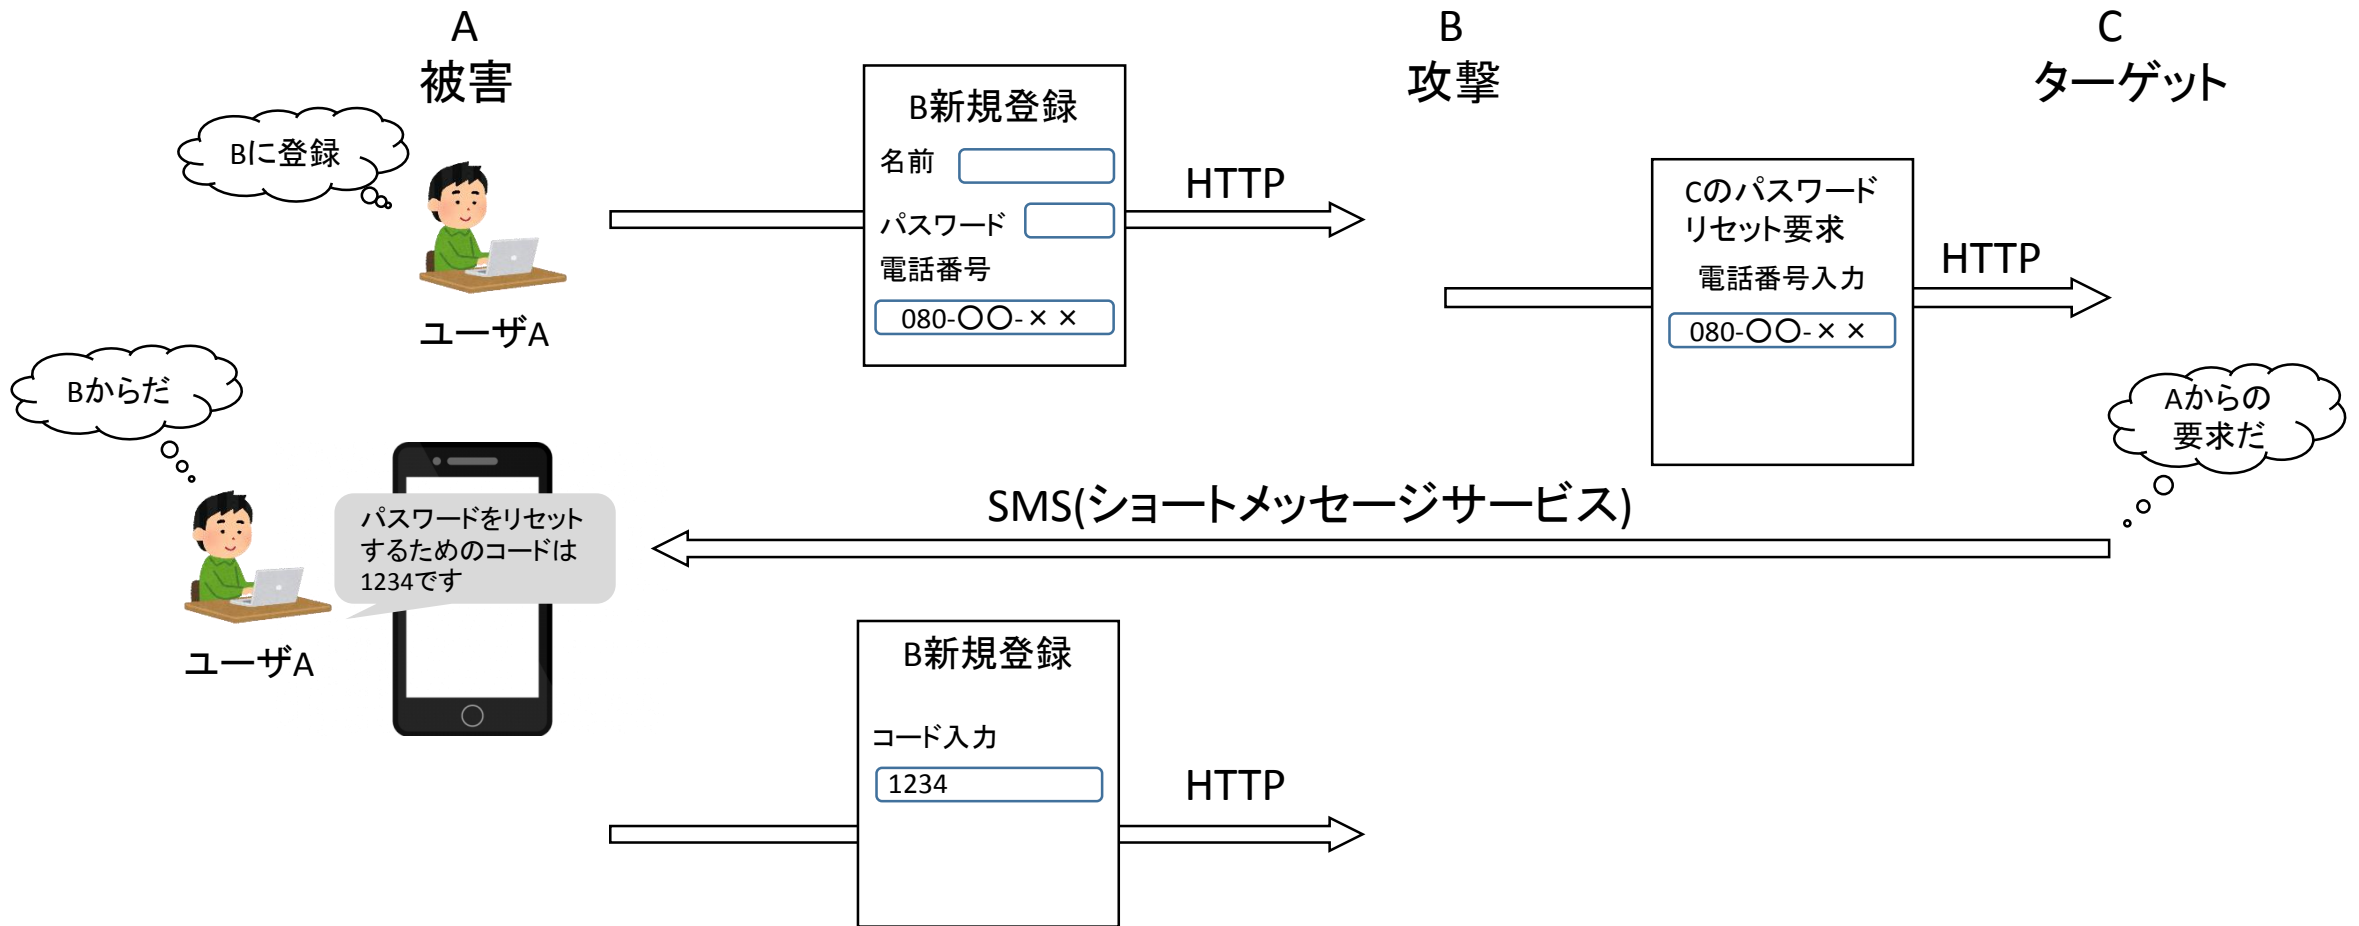 A
被害
B
攻撃
C
ターゲット
Bに登録
ユーザA
B新規登録
名前
パスワード
電話番号
080-〇〇-××
HTTP
Cのパスワード
リセット要求
電話番号入力
080-〇〇-××
HTTP
Aからの
要求だ
SMS(ショートメッセージサービス)
Bからだ
ユーザA
パスワードをリセット
するためのコードは
1234です
B新規登録
コード入力
1234
HTTP